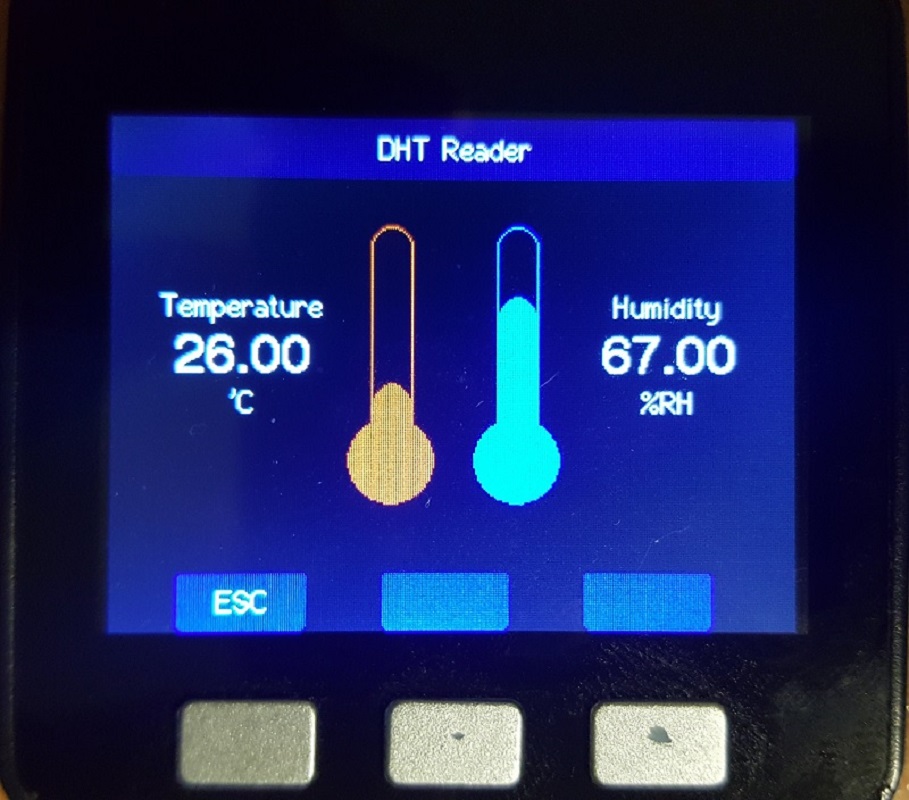 DHT Reader
Temperature
26.00
'C
Humidity
67.00
%RH
ESC